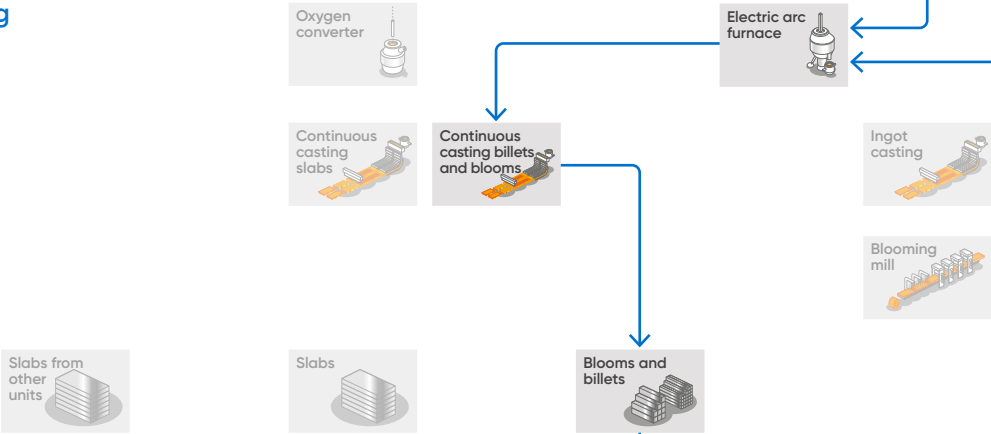 Oxygen
converter
Electric arc
furnace
Continuous
casting
slabs
Continuous
casting billets
and blooms
Ingot
casting
Blooming
mill
Slabs from
other
units
Slabs
Blooms and
billets